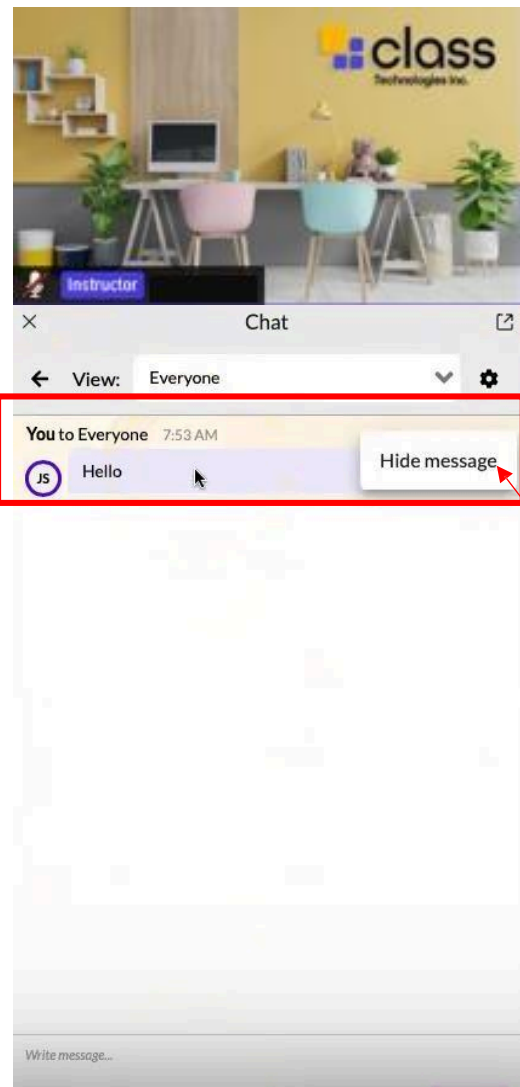 class
Technologies Inc.
Instructor
Chat
View: Everyone
You to Everyone 7:53 AM
JS Hello
Hide message
Write message...